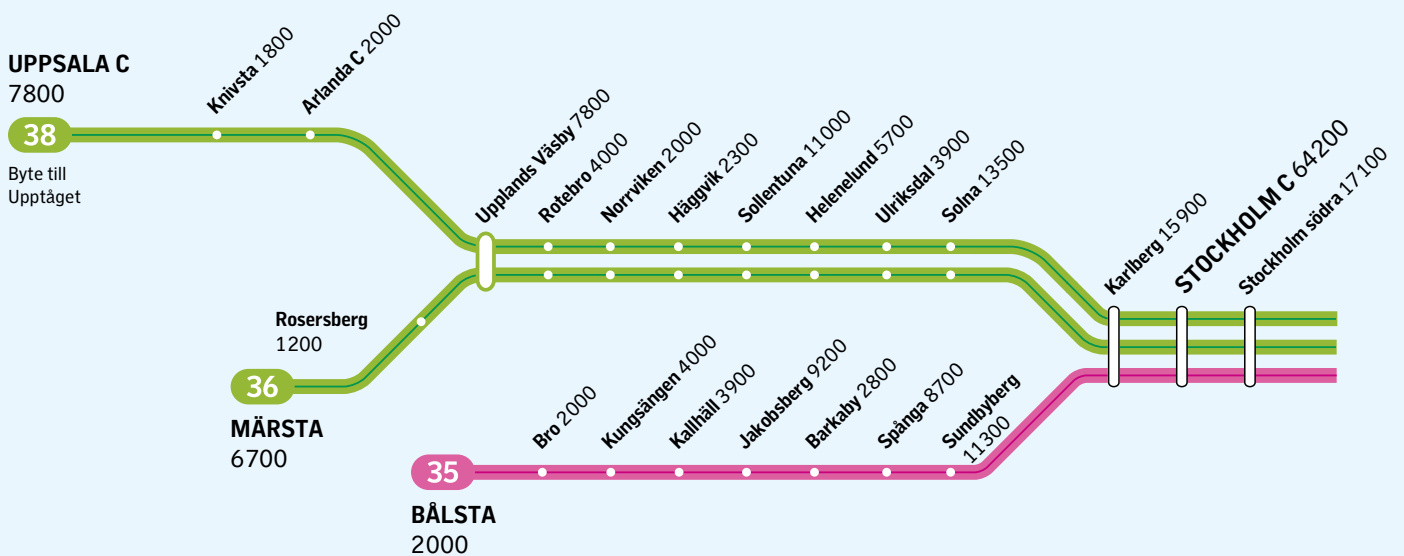 UPPSALA C
7800
38
Byte till
Upptåget
Knivsta 1800
Arlanda C 2000
Upplands Väsby 7800
Rotebro 4000
Norrviken 2000
Häggvik 2300
Sollentuna 11000
Helenelund 5700
Ulriksdal 3900
Solna 13500
Karlberg 15900
STOCKHOLM C 64200
Stockholm södra 17100
Rosersberg
1200
36
MÄRSTA
6700
Bro 2000
Kungsängen 4000
Kallhäll 3900
Jakobsberg 9200
Barkaby 2800
Spånga 8700
Sundbyberg
11300
35
BÅLSTA
2000